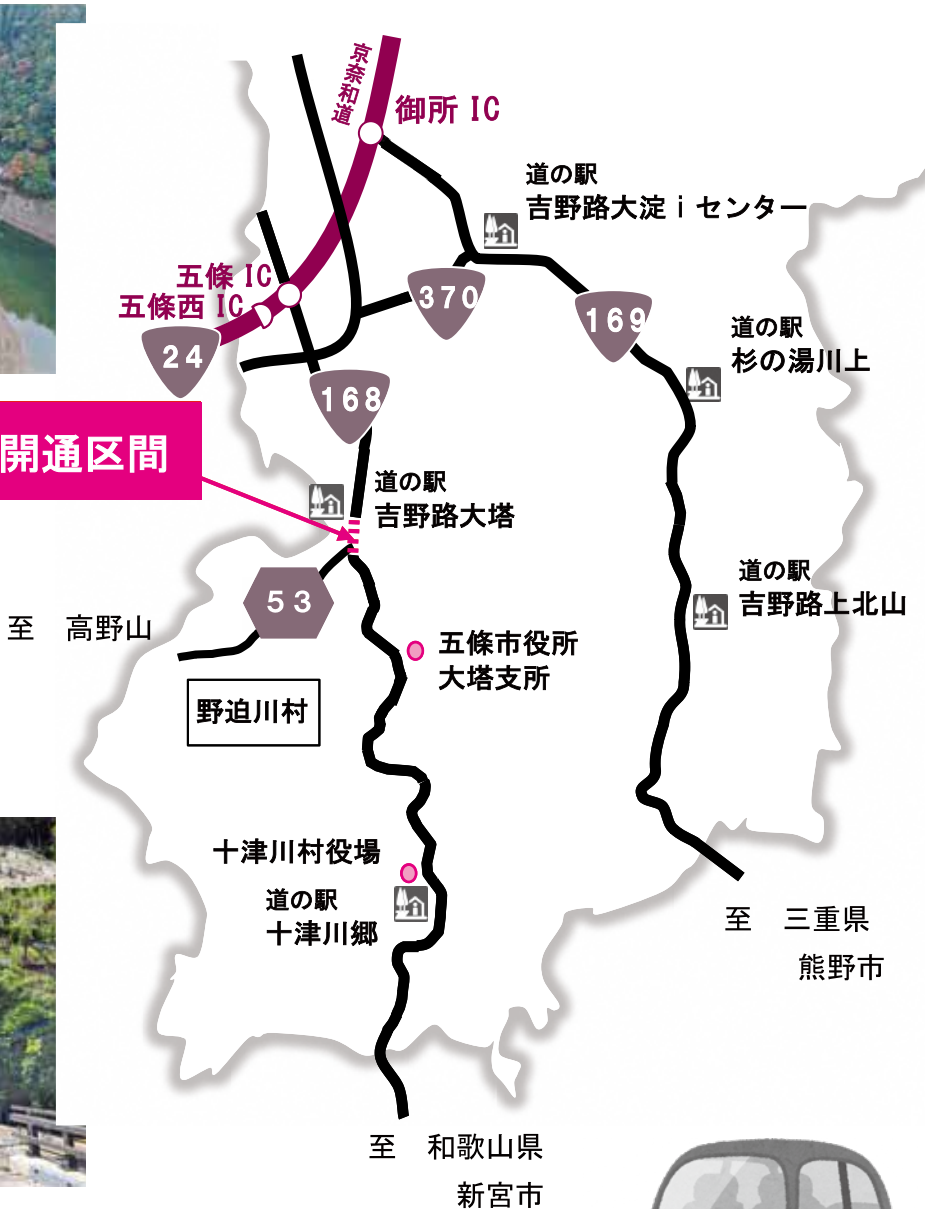 京奈和道
御所 IC
道の駅
吉野路大淀ｉセンター
五條 IC
五條西 IC
370
169
24
道の駅
杉の湯川上
168
開通区間
道の駅
吉野路大塔
53
道の駅
吉野路上北山
至　高野山
五條市役所
大塔支所
野迫川村
十津川村役場
道の駅
十津川郷
至　三重県
熊野市
至　和歌山県
新宮市